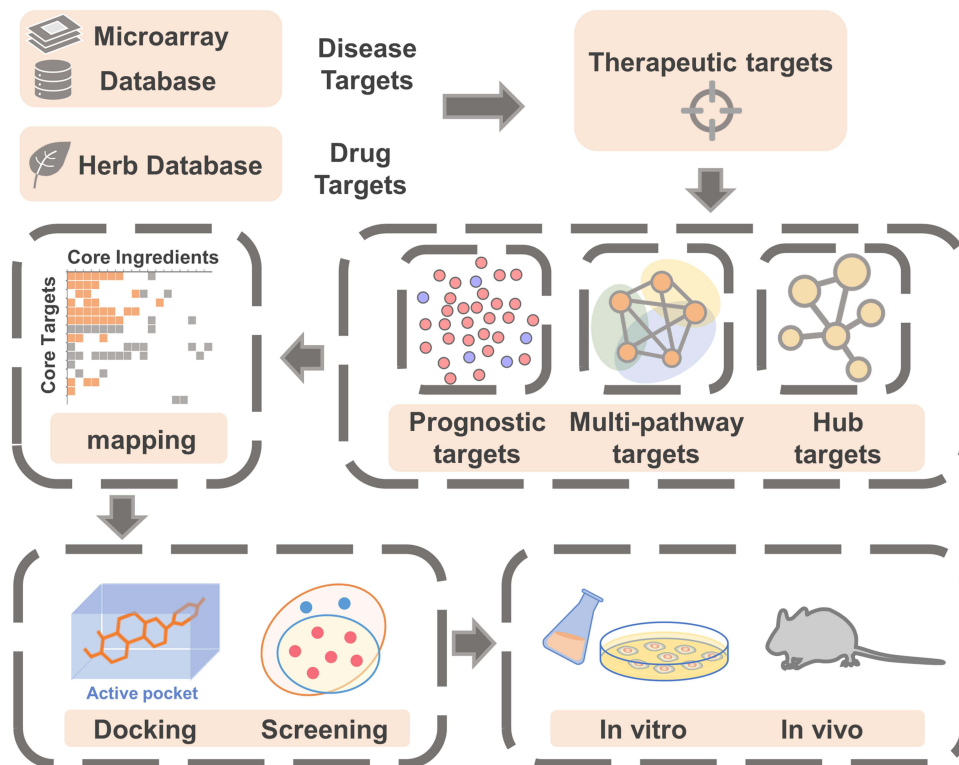 Microarray
Database
Disease
Targets
Therapeutic targets
Herb Database
Drug
Targets
Core Ingredients
Core Targets
mapping
Prognostic
targets
Multi-pathway
targets
Hub
targets
Active pocket
Docking
Screening
In vitro
In vivo